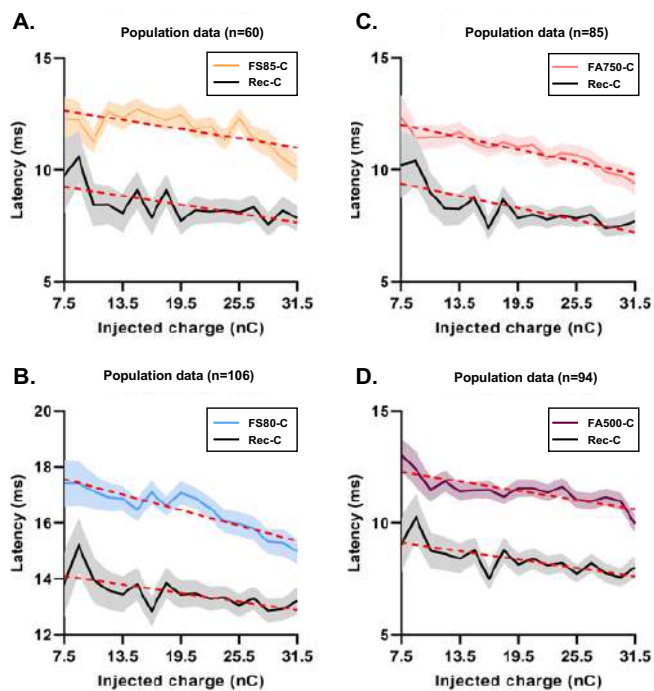 A.
Population data (n=60)
FS85-C
Rec-C
Latency (ms)
15
10
5
7.5 13.5 19.5 25.5 31.5
Injected charge (nC)
C.
Population data (n=85)
FA750-C
Rec-C
Latency (ms)
15
10
5
7.5 13.5 19.5 25.5 31.5
Injected charge (nC)
B.
Population data (n=106)
FS80-C
Rec-C
Latency (ms)
20
18
16
14
12
7.5 13.5 19.5 25.5 31.5
Injected charge (nC)
D.
Population data (n=94)
FA500-C
Rec-C
Latency (ms)
15
10
5
7.5 13.5 19.5 25.5 31.5
Injected charge (nC)